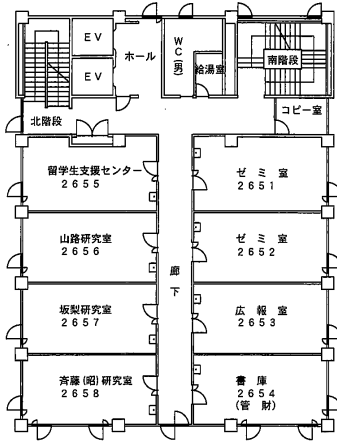 EV
EV
ホール
WC(男)
給湯室
南階段
コピー室
北階段
留学生支援センター
2655
ゼミ室
2651
山路研究室
2656
ゼミ室
2652
廊下
坂梨研究室
2657
広報室
2653
斉藤(昭)研究室
2658
書庫
2654
(管財)